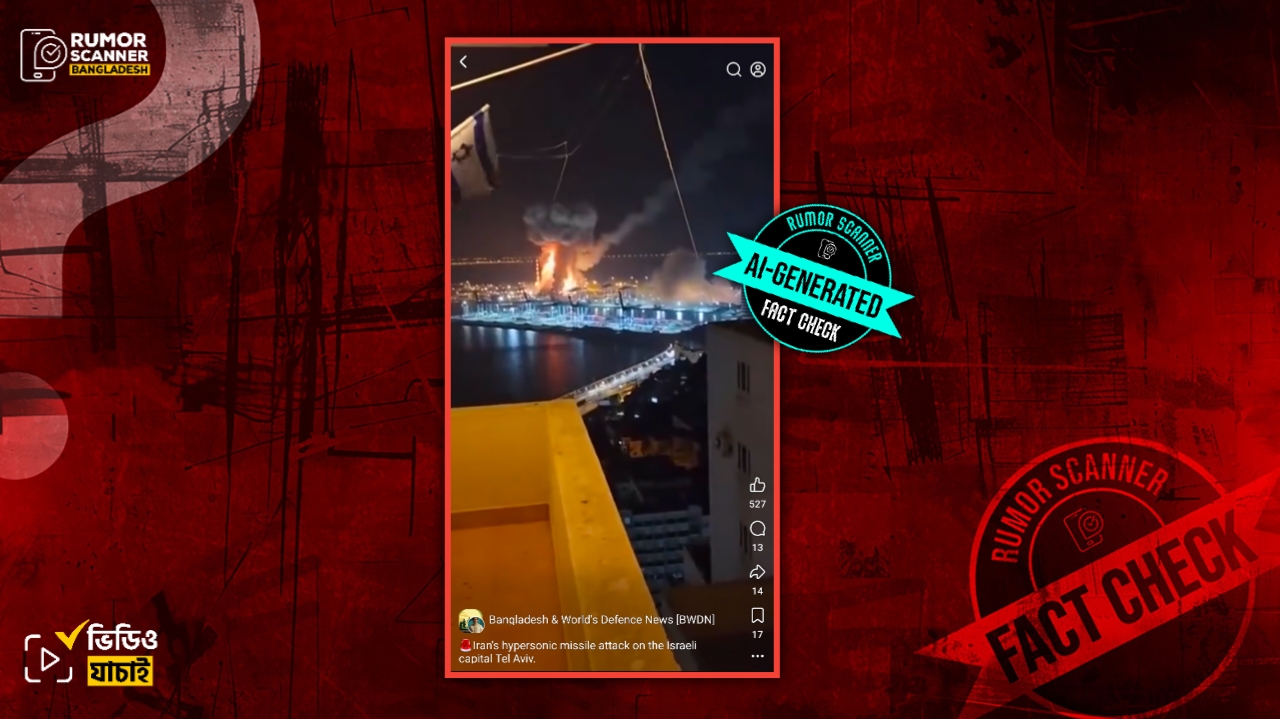 RUMOR
SCANNER
BANGLADESH
RUMOR SCANNER
AI-GENERATED
FACT CHECK
527
13
14
17
Bangladesh & World's Defence News [BWDN]
🚨Iran's hypersonic missile attack on the Israeli
capital Tel Aviv.
ভিডিও
যাচাই
RUMOR SCANNER
FACT CHECK